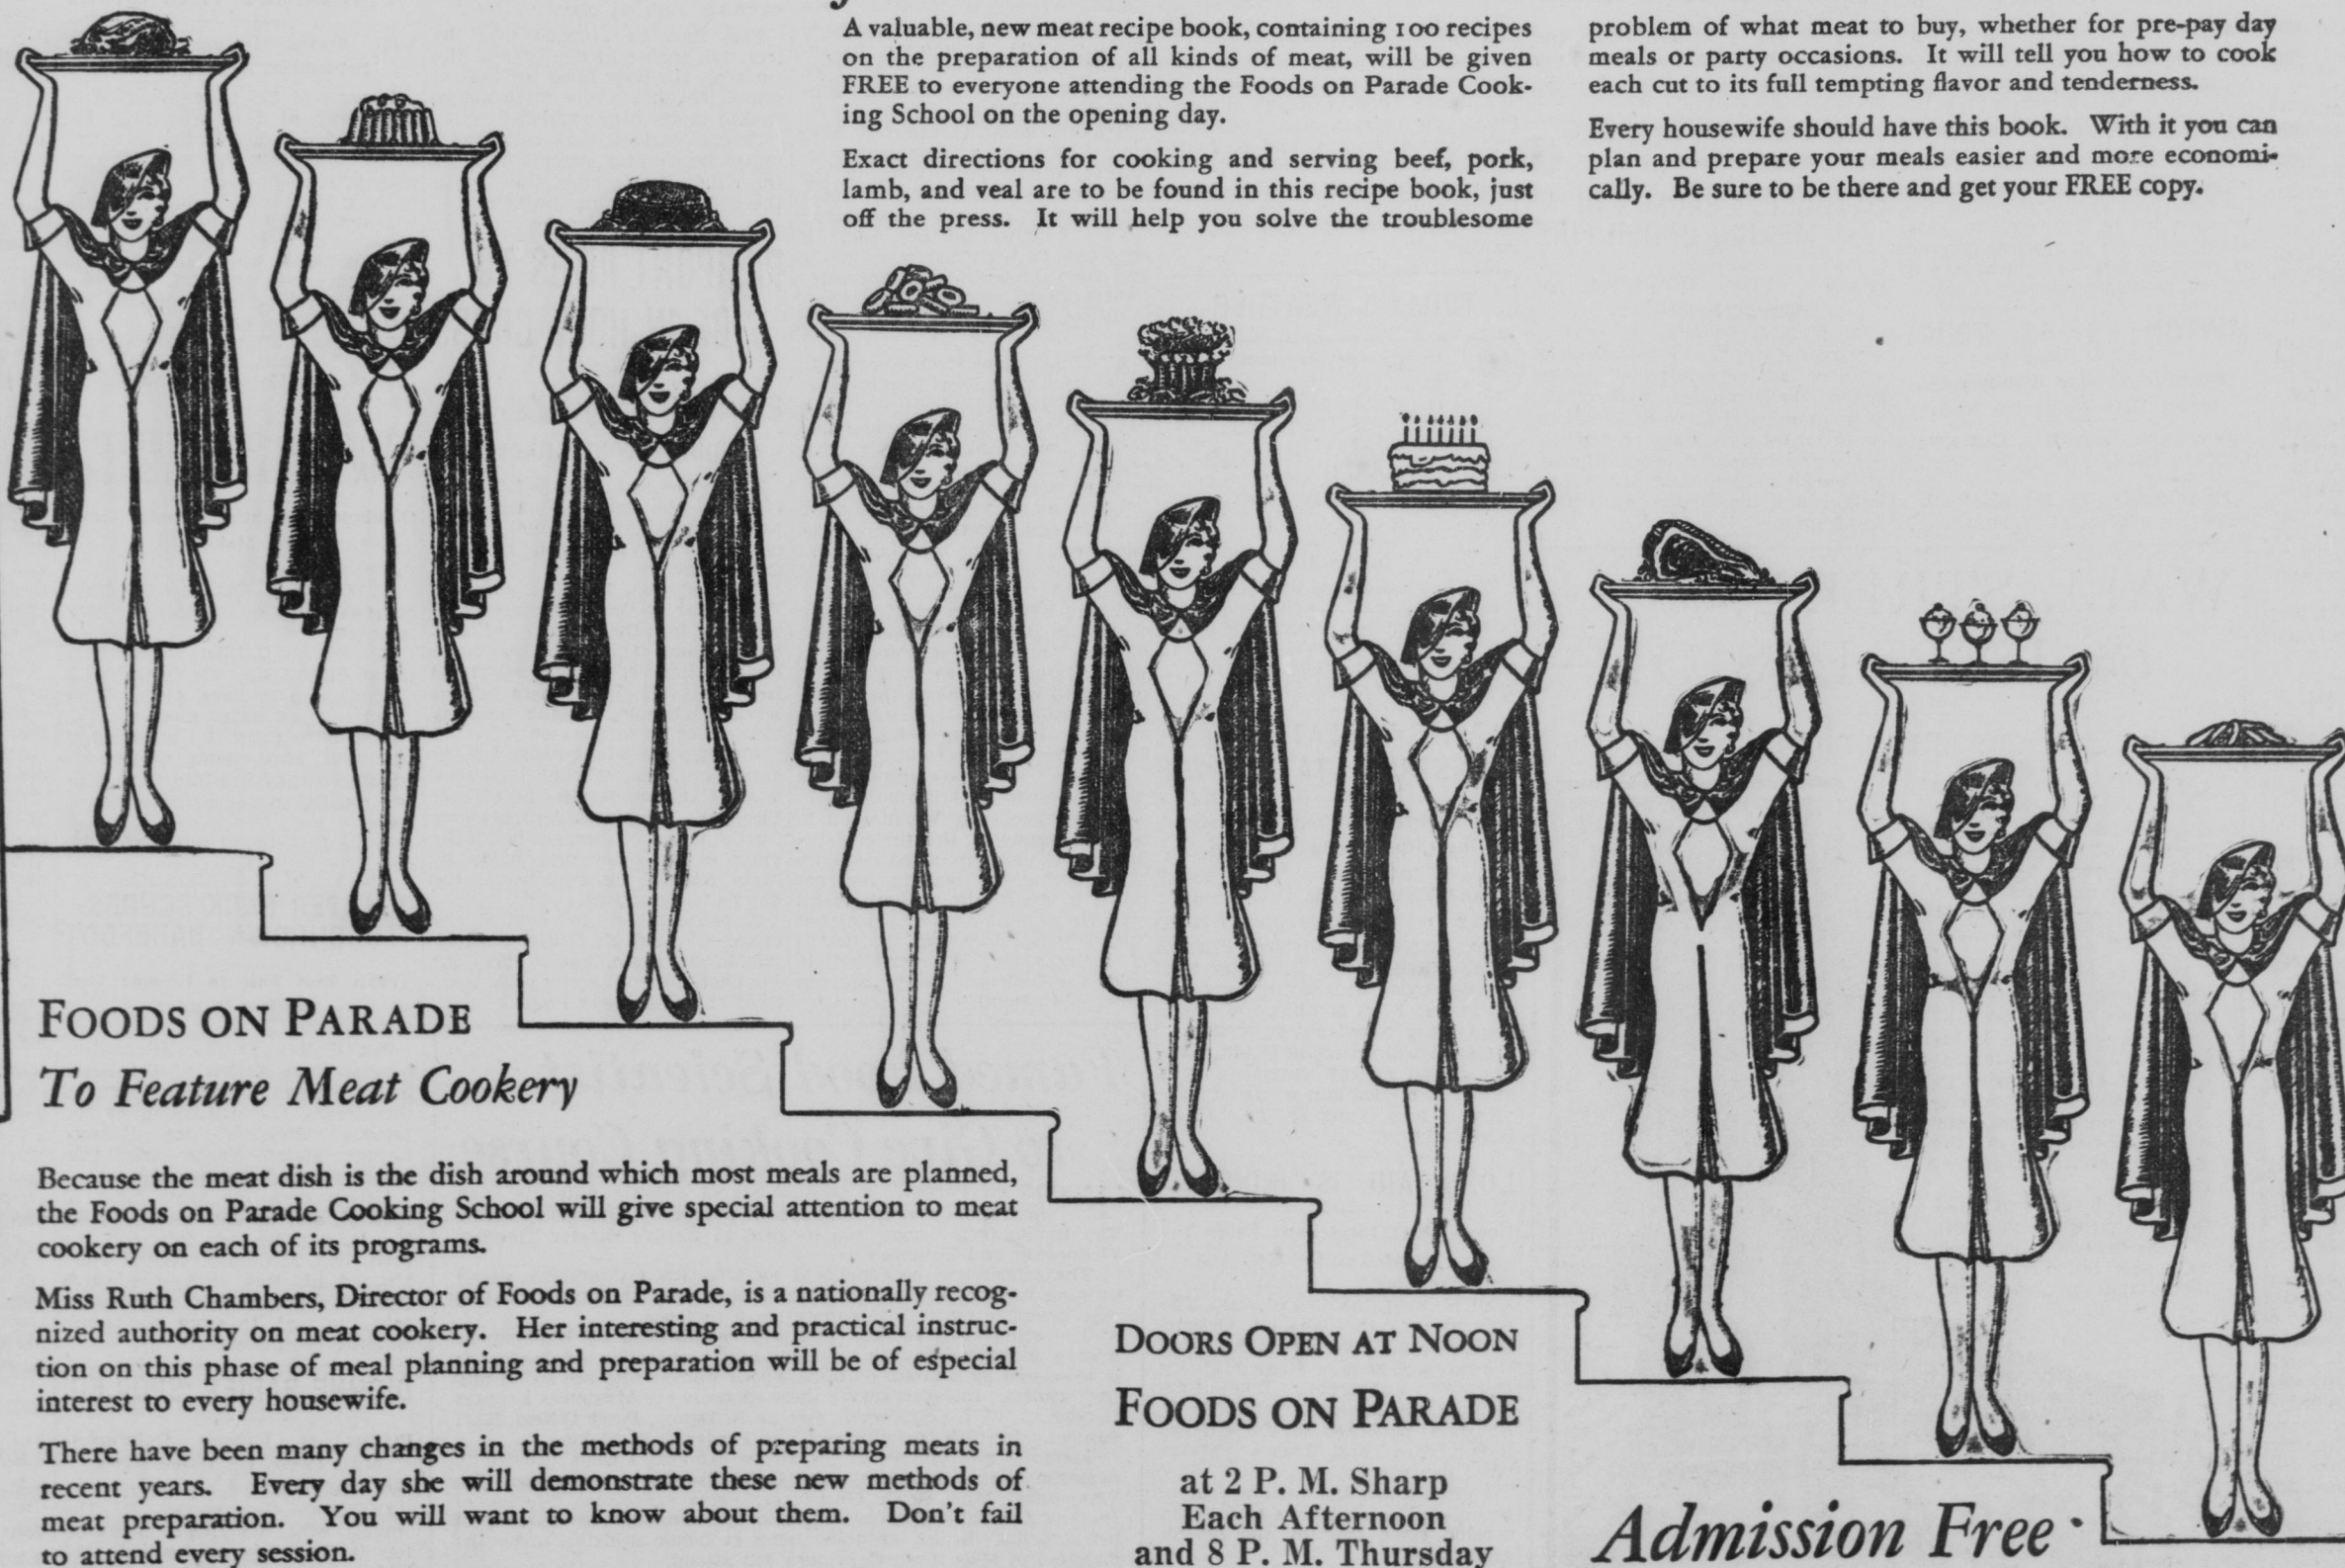 A valuable, new meat recipe book, containing 100 recipes
on the preparation of all kinds of meat, will be given
FREE to everyone attending the Foods on Parade Cook-
ing School on the opening day.
Exact directions for cooking and serving beef, pork,
lamb, and veal are to be found in this recipe book, just
off the press. It will help you solve the troublesome
problem of what meat to buy, whether for pre-pay day
meals or party occasions. It will tell you how to cook
each cut to its full tempting flavor and tenderness.
Every housewife should have this book. With it you can
plan and prepare your meals easier and more economi-
cally. Be sure to be there and get your FREE copy.
FOODS ON PARADE
To Feature Meat Cookery
Because the meat dish is the dish around which most meals are planned,
the Foods on Parade Cooking School will give special attention to meat
cookery on each of its programs.
Miss Ruth Chambers, Director of Foods on Parade, is a nationally recog-
nized authority on meat cookery. Her interesting and practical instruc-
tion on this phase of meal planning and preparation will be of especial
interest to every housewife.
There have been many changes in the methods of preparing meats in
recent years. Every day she will demonstrate these new methods of
meat preparation. You will want to know about them. Don't fail
to attend every session.
DOORS OPEN AT NOON
FOODS ON PARADE
at 2 P. M. Sharp
Each Afternoon
and 8 P. M. Thursday
Admission Free